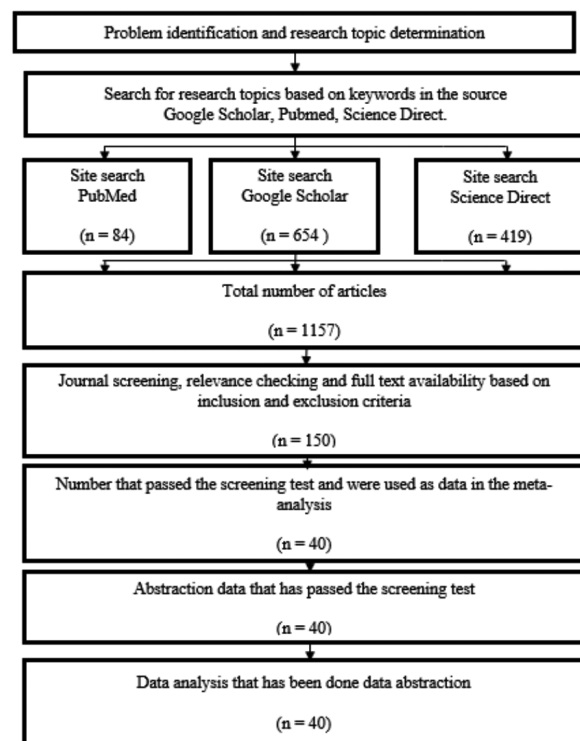 Problem identification and research topic determination
Search for research topics based on keywords in the source
Google Scholar, Pubmed, Science Direct.
Site search
PubMed
(n = 84)
Site search
Google Scholar
(n = 654 )
Site search
Science Direct
(n = 419)
Total number of articles
(n = 1157)
Journal screening, relevance checking and full text availability based on
inclusion and exclusion criteria
(n = 150)
Number that passed the screening test and were used as data in the meta-
analysis
(n = 40)
Abstraction data that has passed the screening test
(n = 40)
Data analysis that has been done data abstraction
(n = 40)